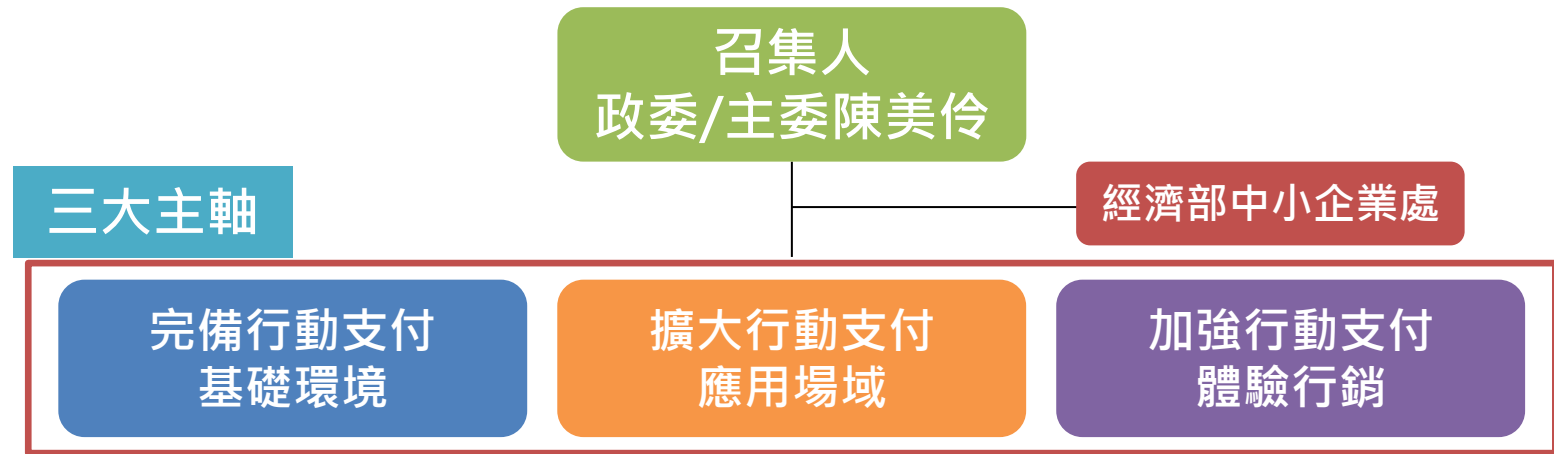 召集人
政委/主委陳美伶
三大主軸
經濟部中小企業處
完備行動支付
基礎環境
擴大行動支付
應用場域
加強行動支付
體驗行銷